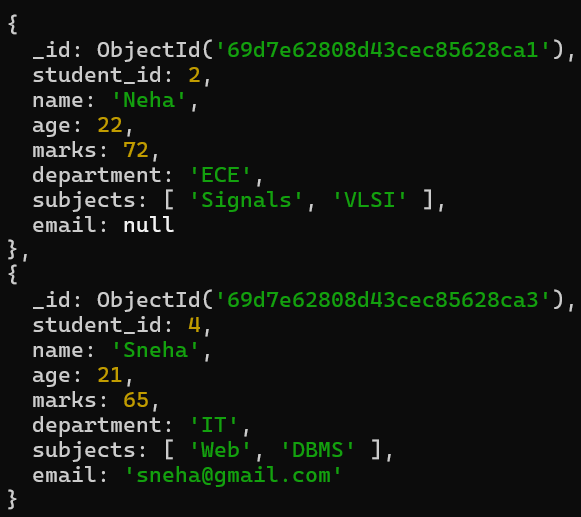 {
  _id: ObjectId('69d7e62808d43cec85628ca1'),
  student_id: 2,
  name: 'Neha',
  age: 22,
  marks: 72,
  department: 'ECE',
  subjects: [ 'Signals', 'VLSI' ],
  email: null
},
{
  _id: ObjectId('69d7e62808d43cec85628ca3'),
  student_id: 4,
  name: 'Sneha',
  age: 21,
  marks: 65,
  department: 'IT',
  subjects: [ 'Web', 'DBMS' ],
  email: 'sneha@gmail.com'
}